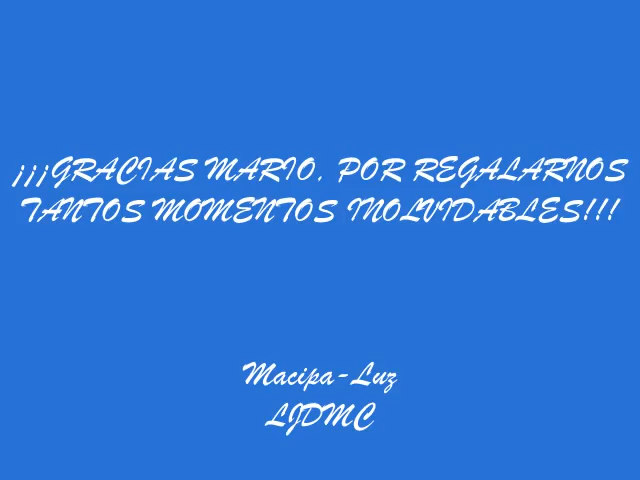 ¡¡¡GRACIAS MARIO, POR REGALARNOS
TANTOS MOMENTOS INOLVIDABLES!!!
Macipa-Luz
LJDMC